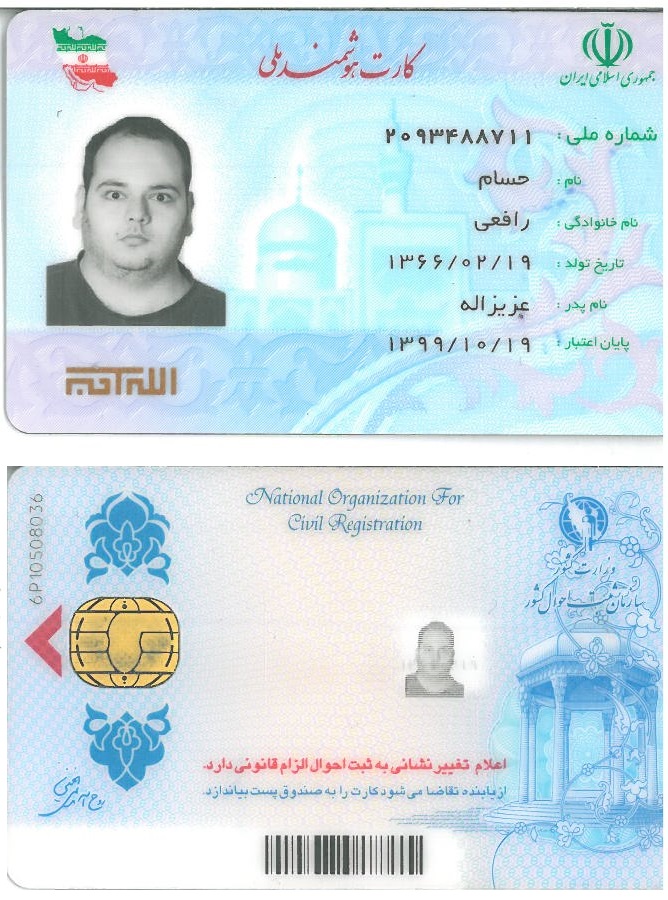 کارت هوشمند ملی
جمهوری اسلامی ایران
شماره ملی : ۲۰۹۳۴۸۸۷۱۱
نام : حسام
نام خانوادگی : رافعی
تاریخ تولد : ۱۳۶۶/۰۲/۱۹
نام پدر : عزیزاله
پایان اعتبار : ۱۳۹۹/۱۰/۱۹
National Organization For
Civil Registration
6P10508036
وزارت کشور
سازمان ثبت احوال کشور
اعلام تغییر نشانی به ثبت احوال الزام قانونی دارد.
از یابنده تقاضا می شود کارت را به صندوق پست بیاندازد.